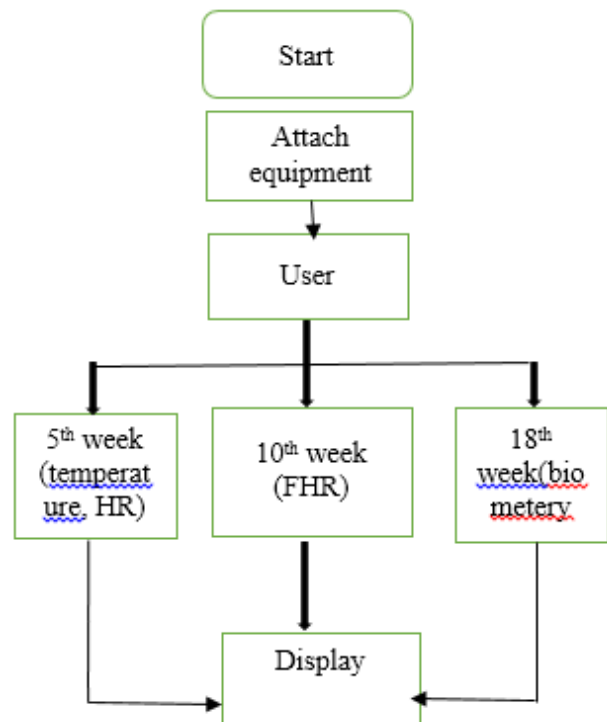 Start
Attach
equipment
User
5th week
(temperat
ure, HR)
10th week
(FHR)
18th
week(bio
metery
Display